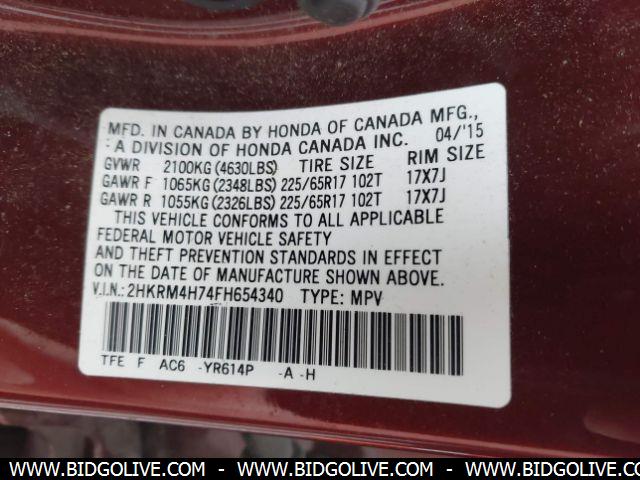 MFD. IN CANADA BY HONDA OF CANADA MFG.,
A DIVISION OF HONDA CANADA INC. 04/'15
GVWR 2100KG (4630LBS) TIRE SIZE RIM SIZE
GAWR F 1065KG (2348LBS) 225/65R17 102T 17X7J
GAWR R 1055KG (2326LBS) 225/65R17 102T 17X7J
THIS VEHICLE CONFORMS TO ALL APPLICABLE
FEDERAL MOTOR VEHICLE SAFETY
AND THEFT PREVENTION STANDARDS IN EFFECT
ON THE DATE OF MANUFACTURE SHOWN ABOVE.
V.I.N.:2HKRM4H74FH654340 TYPE: MPV
TFE F AC6 -YR614P -A -H
WWW.BIDGOLIVE.COM - WWW.BIDGOLIVE.COM - WWW.BIDGOLIVE.COM